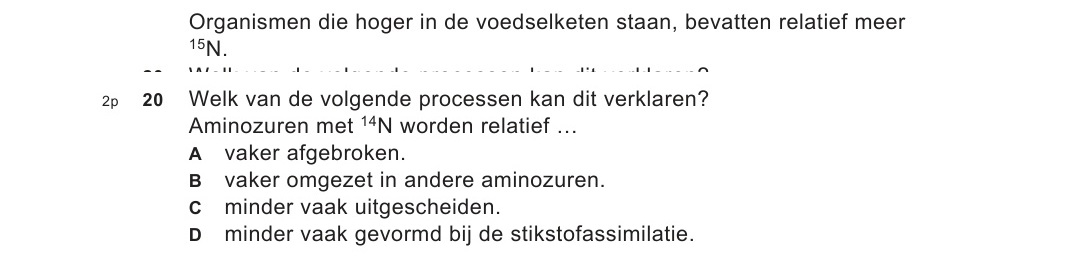 Organismen die hoger in de voedselketen staan, bevatten relatief meer
¹⁵N.
2p 20 Welk van de volgende processen kan dit verklaren?
Aminozuren met ¹⁴N worden relatief …
A vaker afgebroken.
B vaker omgezet in andere aminozuren.
C minder vaak uitgescheiden.
D minder vaak gevormd bij de stikstofassimilatie.